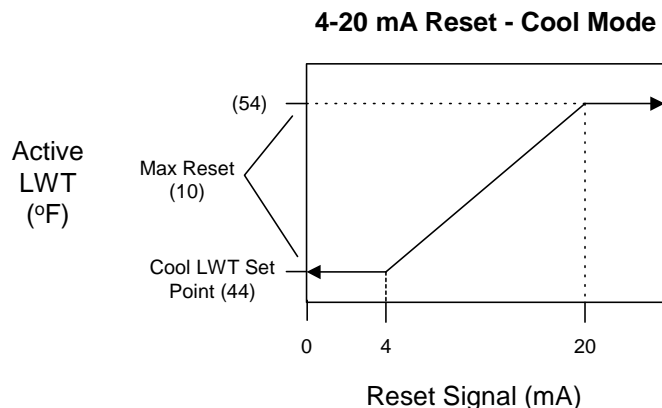 4-20 mA Reset - Cool Mode
(54)
Active
LWT
(ºF)
Max Reset
(10)
Cool LWT Set
Point (44)
0
4
20
Reset Signal (mA)